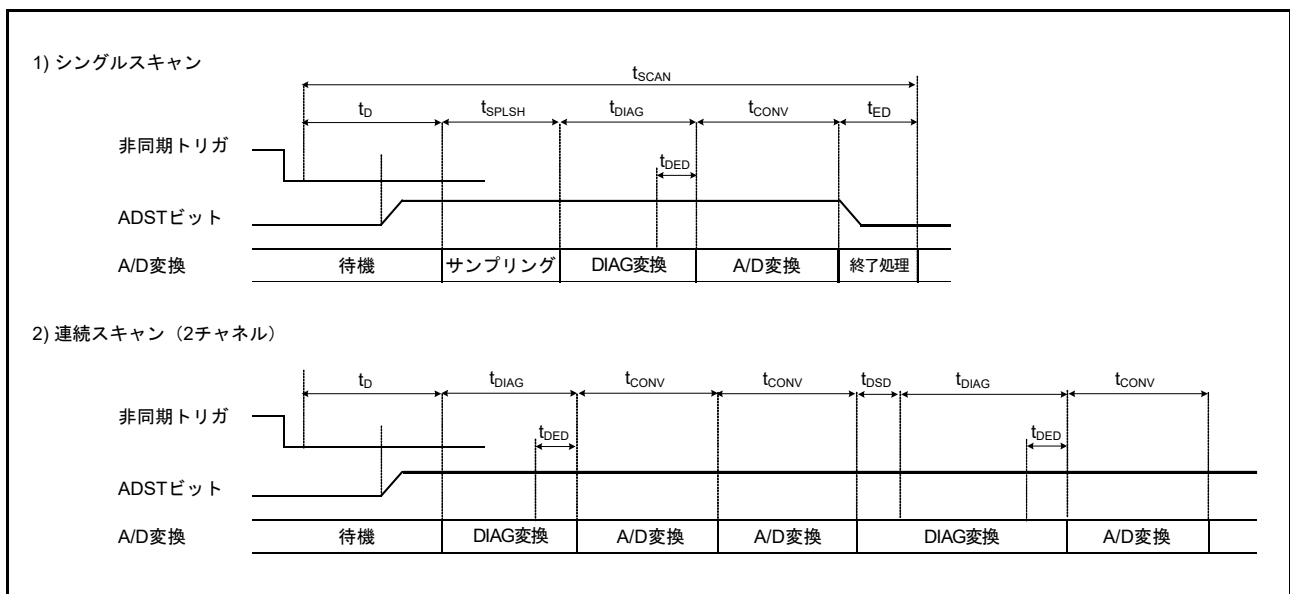 1) シングルスキャン
tSCAN
tD tSPLSH tDIAG tCONV tED
非同期トリガ
tDED
ADSTビット
A/D変換 待機 サンプリング DIAG変換 A/D変換 終了処理
2) 連続スキャン（2チャネル）
tD tDIAG tCONV tCONV tDSD tDIAG tCONV
非同期トリガ
tDED tDED
ADSTビット
A/D変換 待機 DIAG変換 A/D変換 A/D変換 DIAG変換 A/D変換